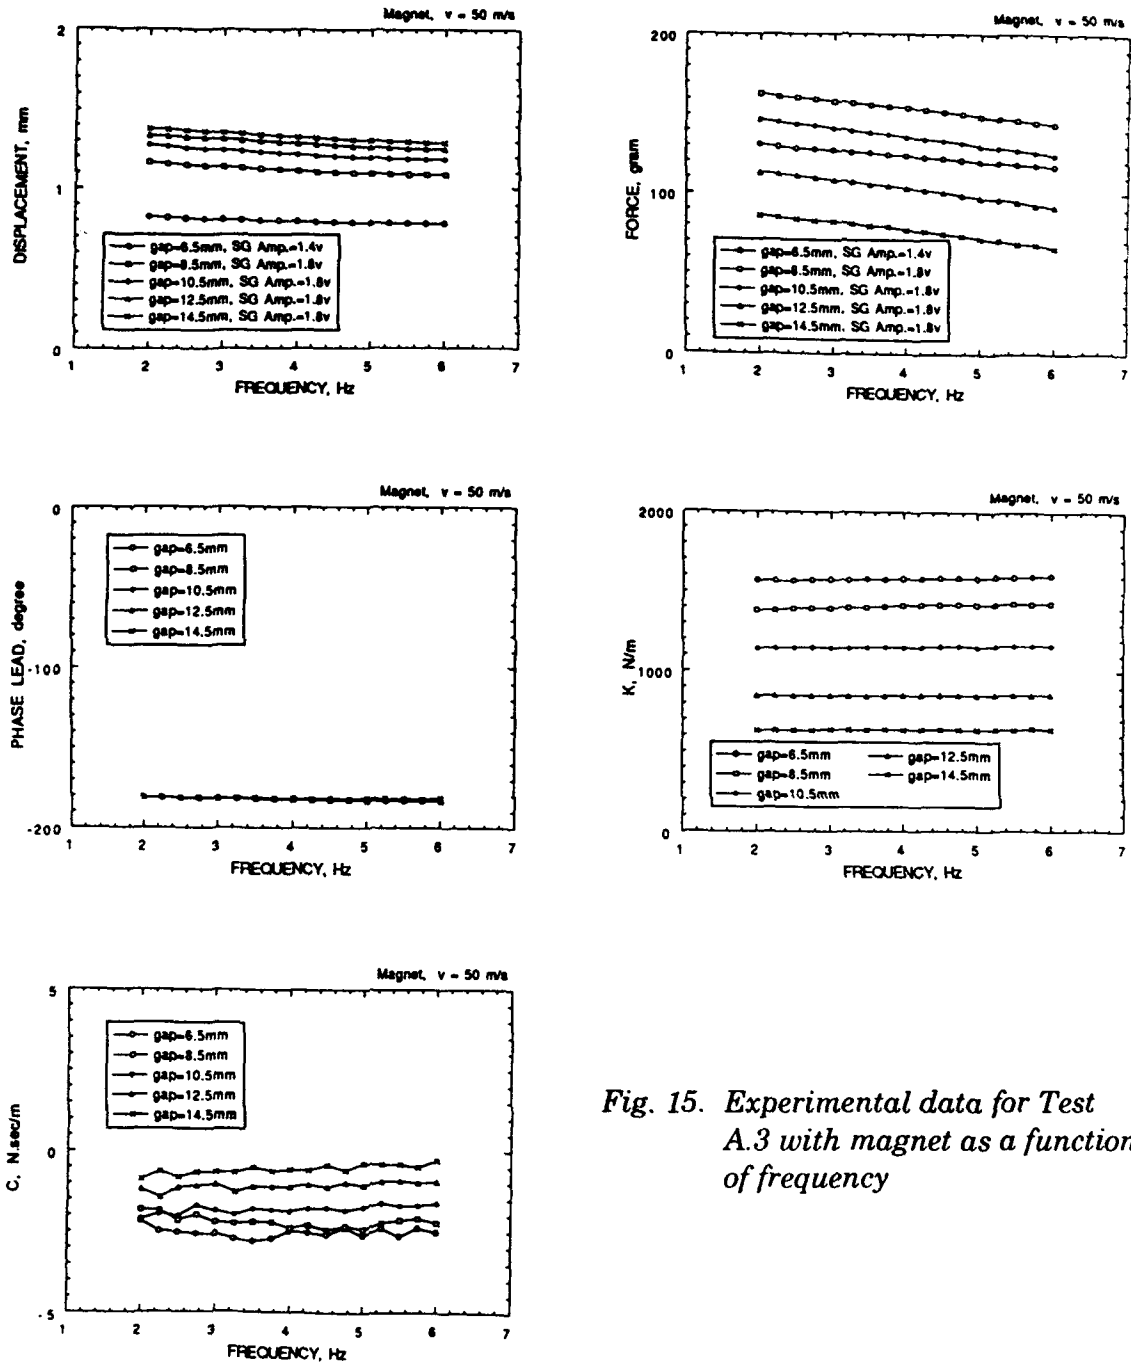 Magnet, v = 50 m/s
2
1
0
DISPLACEMENT, mm
gap=6.5mm, SG Amp.=1.4v
gap=8.5mm, SG Amp.=1.8v
gap=10.5mm, SG Amp.=1.8v
gap=12.5mm, SG Amp.=1.8v
gap=14.5mm, SG Amp.=1.8v
1 2 3 4 5 6 7
FREQUENCY, Hz
Magnet, v = 50 m/s
200
100
0
FORCE, gram
gap=6.5mm, SG Amp.=1.4v
gap=8.5mm, SG Amp.=1.8v
gap=10.5mm, SG Amp.=1.8v
gap=12.5mm, SG Amp.=1.8v
gap=14.5mm, SG Amp.=1.8v
1 2 3 4 5 6 7
FREQUENCY, Hz
Magnet, v = 50 m/s
0
-100
-200
PHASE LEAD, degree
gap=6.5mm
gap=8.5mm
gap=10.5mm
gap=12.5mm
gap=14.5mm
1 2 3 4 5 6 7
FREQUENCY, Hz
Magnet, v = 50 m/s
2000
1000
0
K, N/m
gap=6.5mm gap=12.5mm
gap=8.5mm gap=14.5mm
gap=10.5mm
1 2 3 4 5 6 7
FREQUENCY, Hz
Magnet, v = 50 m/s
5
0
-5
C, N.sec/m
gap=6.5mm
gap=8.5mm
gap=10.5mm
gap=12.5mm
gap=14.5mm
1 2 3 4 5 6 7
FREQUENCY, Hz
Fig. 15. Experimental data for Test
A.3 with magnet as a function
of frequency